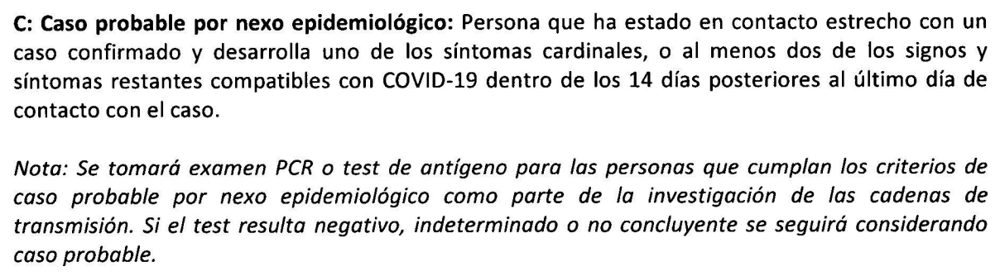 C: Caso probable por nexo epidemiológico: Persona que ha estado en contacto estrecho con un
caso confirmado y desarrolla uno de los síntomas cardinales, o al menos dos de los signos y
síntomas restantes compatibles con COVID-19 dentro de los 14 días posteriores al último día de
contacto con el caso.
Nota: Se tomará examen PCR o test de antígeno para las personas que cumplan los criterios de
caso probable por nexo epidemiológico como parte de la investigación de las cadenas de
transmisión. Si el test resulta negativo, indeterminado o no concluyente se seguirá considerando
caso probable.